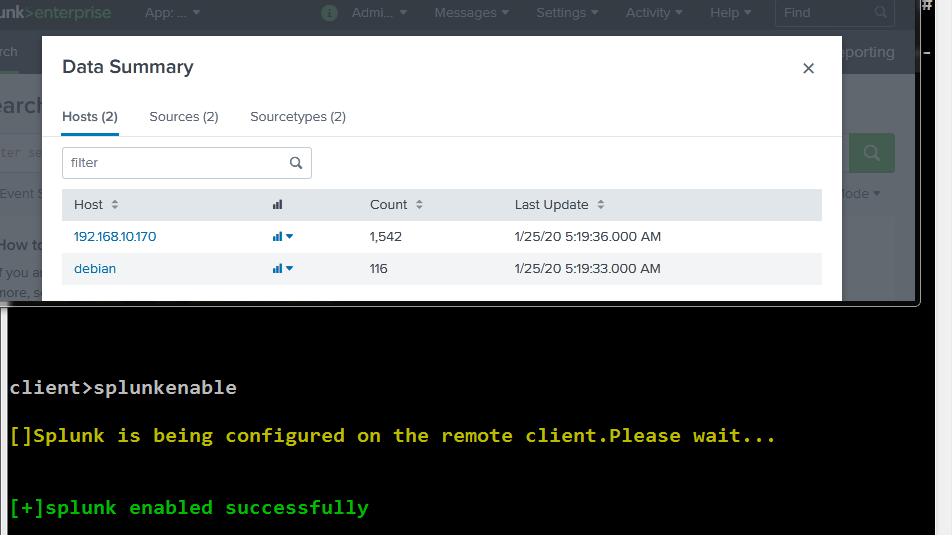 unk>enterprise App: ... Admi... Messages Settings Activity Help Find
rch
porting
Data Summary
earch
Hosts (2) Sources (2) Sourcetypes (2)
ter se
filter
Event S
Mode
Host Count Last Update
192.168.10.170 1,542 1/25/20 5:19:36.000 AM
How to
debian 116 1/25/20 5:19:33.000 AM
f you ar
more, s
#
-
client>splunkenable
[]Splunk is being configured on the remote client.Please wait...
[+]splunk enabled successfully